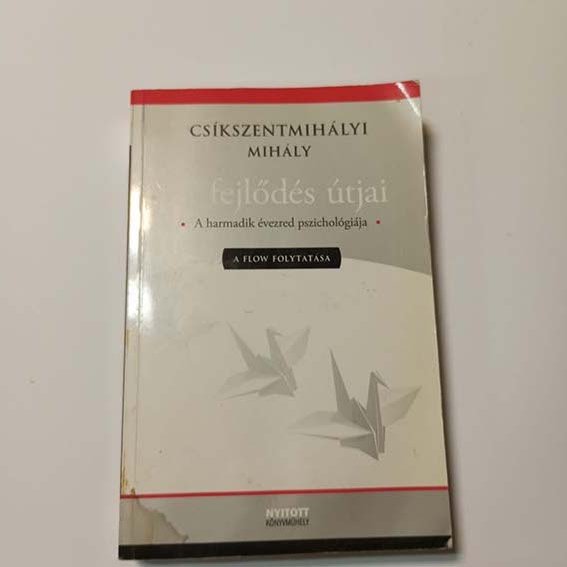 CSÍKSZENTMIHÁLYI
MIHÁLY
fejlődés útjai
A harmadik évezred pszichológiája
A FLOW FOLYTATÁSA
NYITOTT
KÖNYVMŰHELY